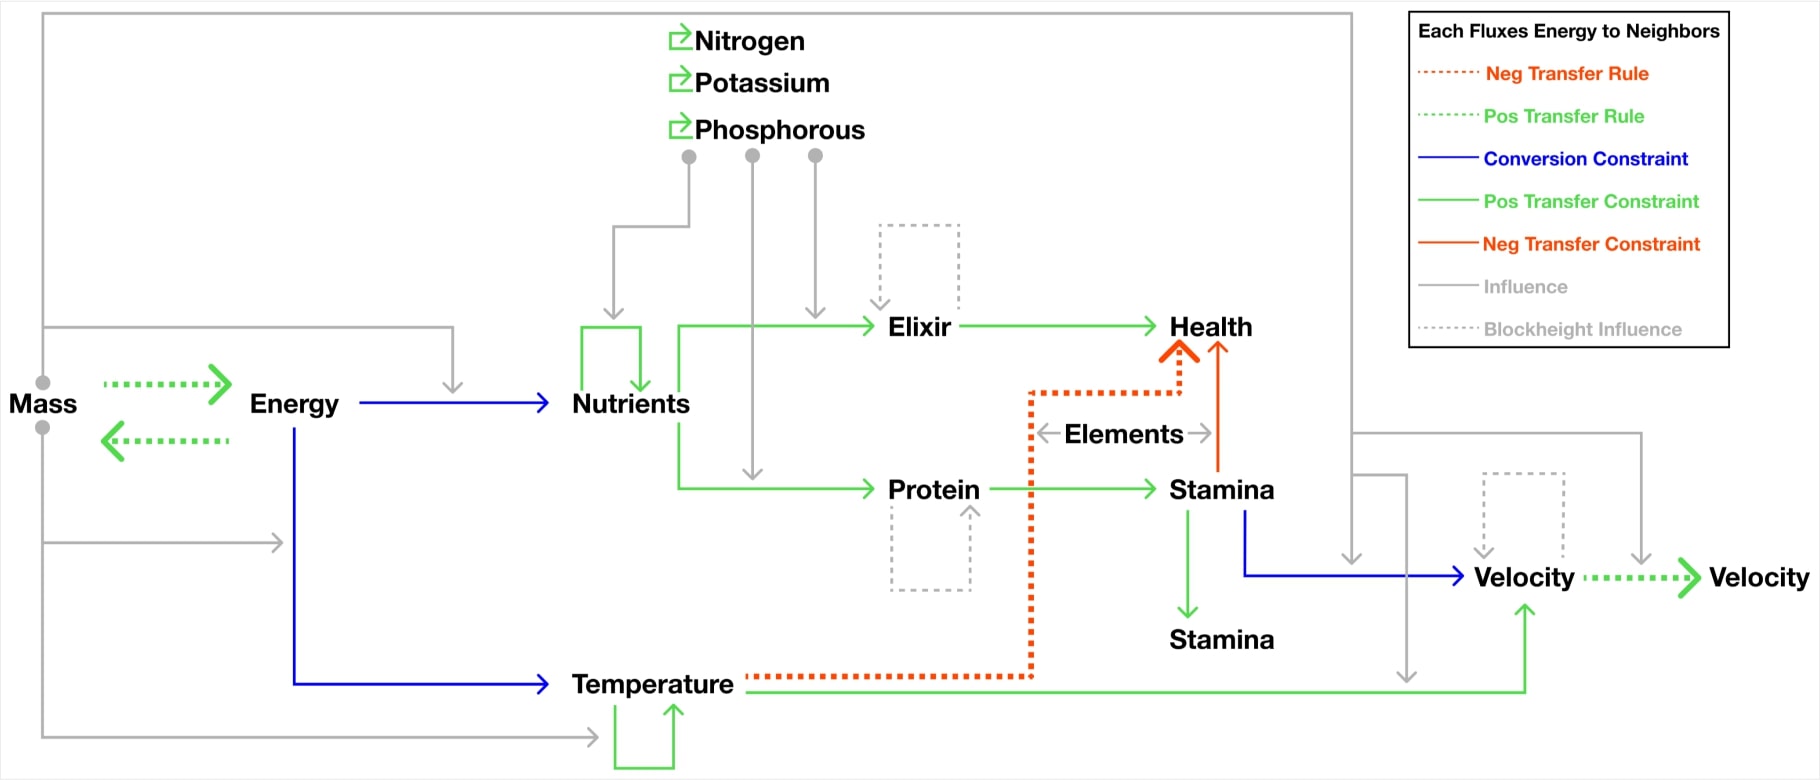 Nitrogen
Potassium
Phosphorous
Each Fluxes Energy to Neighbors
Neg Transfer Rule
Pos Transfer Rule
Conversion Constraint
Pos Transfer Constraint
Neg Transfer Constraint
Influence
Blockheight Influence
Elixir
Health
Mass
Energy
Nutrients
Elements
Protein
Stamina
Velocity
Velocity
Stamina
Temperature